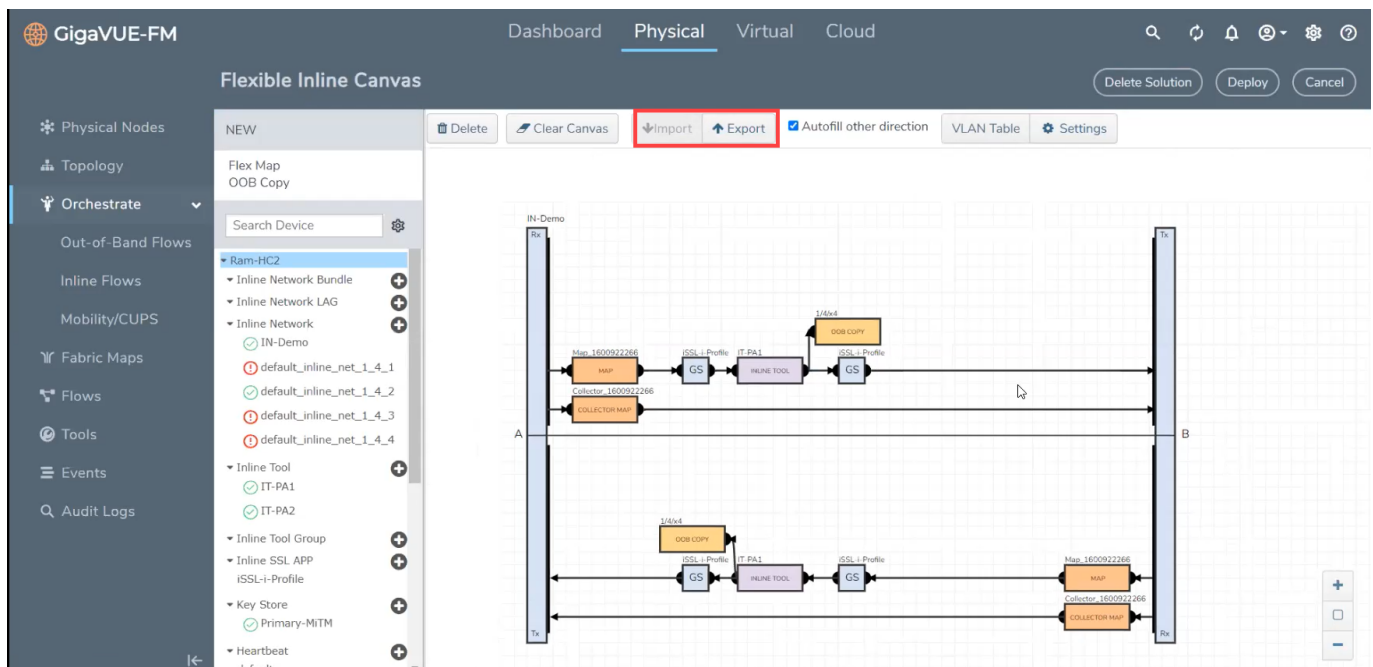 GigaVUE-FM
Dashboard Physical Virtual Cloud
Flexible Inline Canvas
Delete Solution Deploy Cancel
Physical Nodes
Topology
Orchestrate
Out-of-Band Flows
Inline Flows
Mobility/CUPS
Fabric Maps
Flows
Tools
Events
Audit Logs
NEW
Flex Map
OOB Copy
Search Device
Ram-HC2
Inline Network Bundle
Inline Network LAG
Inline Network
IN-Demo
default_inline_net_1_4_1
default_inline_net_1_4_2
default_inline_net_1_4_3
default_inline_net_1_4_4
Inline Tool
IT-PA1
IT-PA2
Inline Tool Group
Inline SSL APP
iSSL-i-Profile
Key Store
Primary-MiTM
Heartbeat
Delete Clear Canvas Import Export Autofill other direction VLAN Table Settings
IN-Demo
Rx Tx
1/4/x4
OOB COPY
Map_1600922266 iSSL-i-Profile IT-PA1 iSSL-i-Profile
MAP GS INLINE TOOL GS
Collector_1600922266
COLLECTOR MAP
A B
1/4/x4
OOB COPY
iSSL-i-Profile IT-PA1 iSSL-i-Profile Map_1600922266
GS INLINE TOOL GS MAP
Collector_1600922266
COLLECTOR MAP
Tx Rx